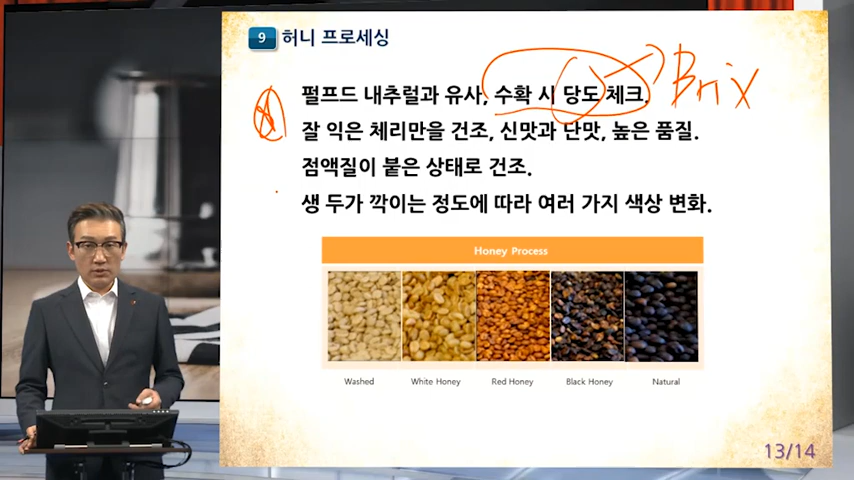 9 허니 프로세싱
펄프드 내추럴과 유사, 수확 시 당도 체크.
Brix
잘 익은 체리만을 건조, 신맛과 단맛, 높은 품질.
점액질이 붙은 상태로 건조.
생 두가 깍이는 정도에 따라 여러 가지 색상 변화.
Honey Process
Washed White Honey Red Honey Black Honey Natural
13/14